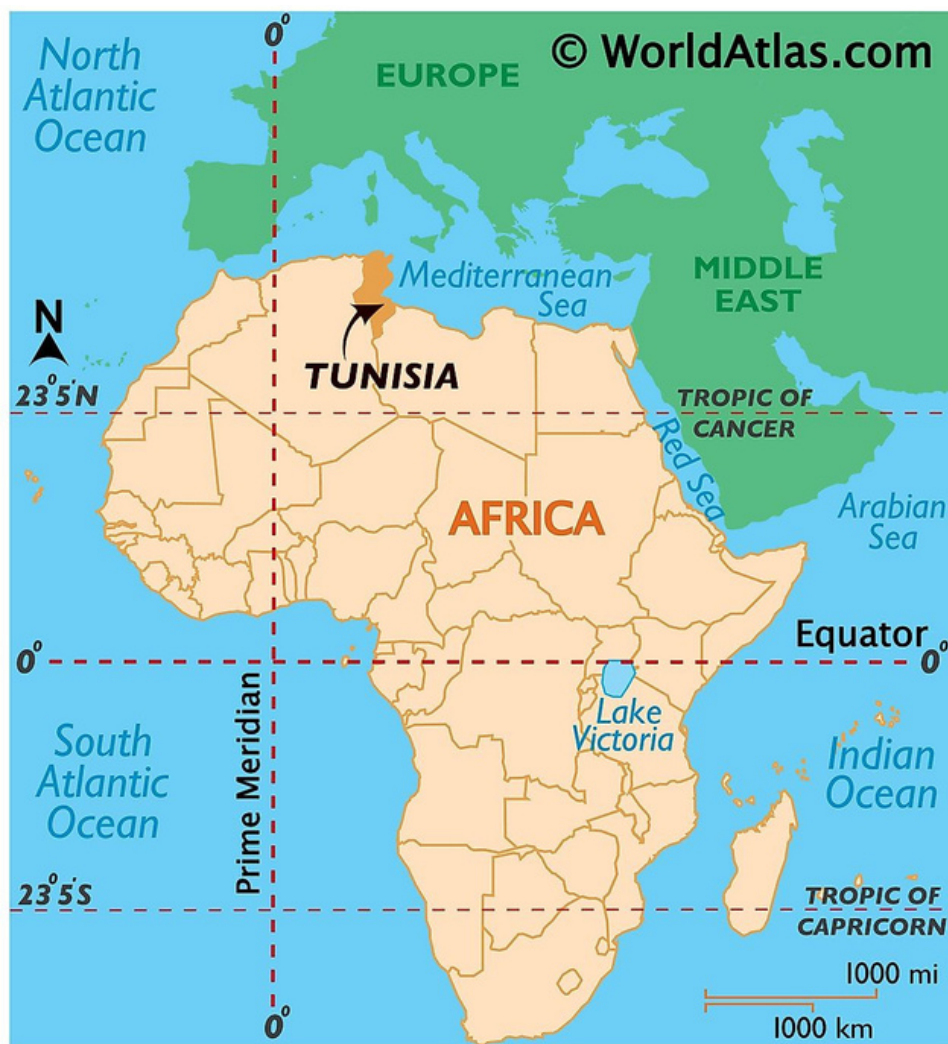 0°
© WorldAtlas.com
North
Atlantic
Ocean
EUROPE
MIDDLE
EAST
Mediterranean
Sea
N
TUNISIA
23°5'N
TROPIC OF
CANCER
Red Sea
AFRICA
Arabian
Sea
Equator
0°
0°
Lake
Victoria
Prime Meridian
South
Atlantic
Ocean
Indian
Ocean
23°5'S
TROPIC OF
CAPRICORN
1000 mi
1000 km
0°